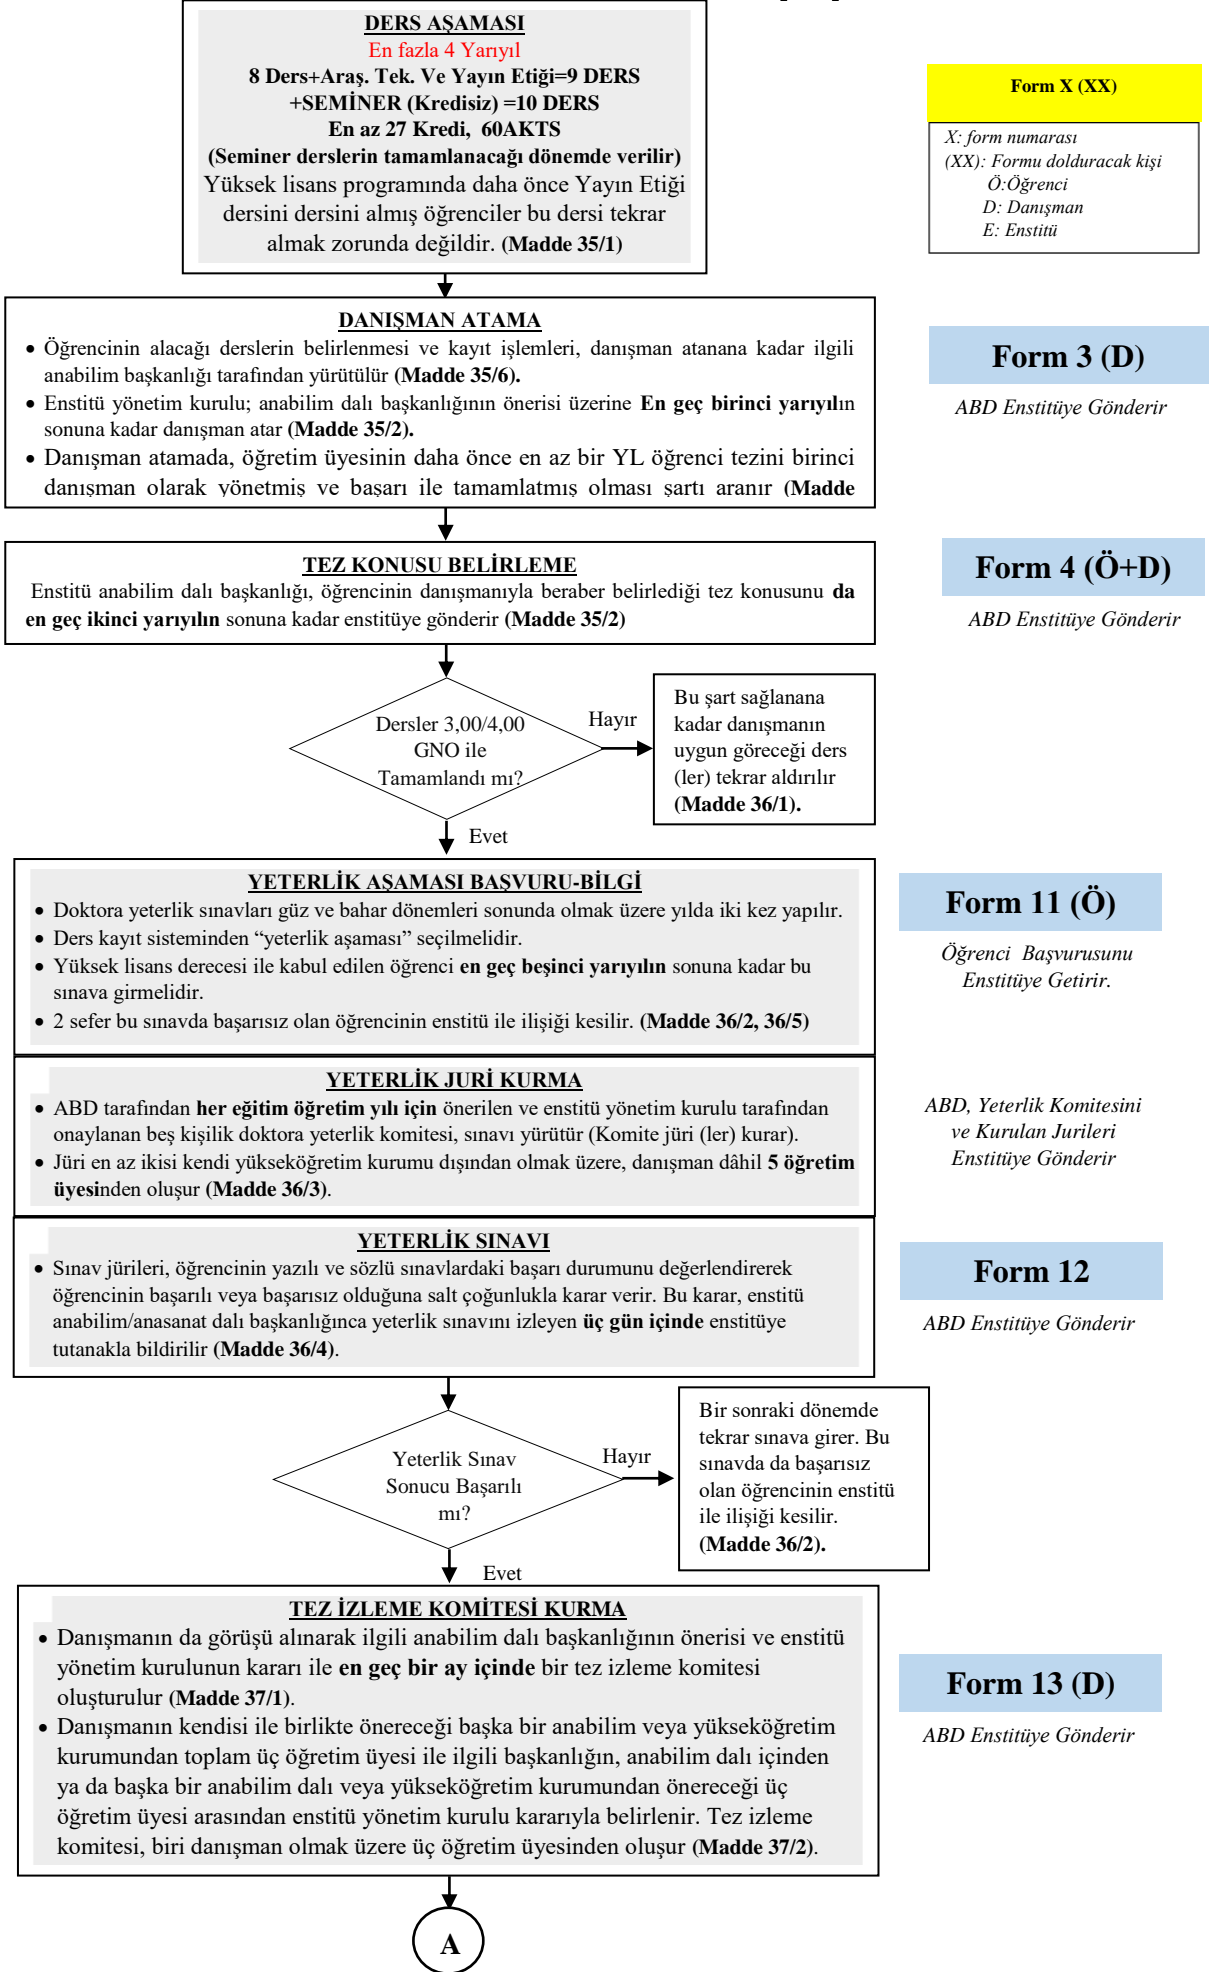 DERS AŞAMASI
En fazla 4 Yarıyıl
8 Ders+Araş. Tek. Ve Yayın Etiği=9 DERS
+SEMİNER (Kredisiz) =10 DERS
En az 27 Kredi, 60AKTS
(Seminer derslerin tamamlanacağı dönemde verilir)
Yüksek lisans programında daha önce Yayın Etiği
dersini dersini almış öğrenciler bu dersi tekrar
almak zorunda değildir. (Madde 35/1)
Form X (XX)
X: form numarası
(XX): Formu dolduracak kişi
Ö:Öğrenci
D: Danışman
E: Enstitü
DANIŞMAN ATAMA
• Öğrencinin alacağı derslerin belirlenmesi ve kayıt işlemleri, danışman atanana kadar ilgili
anabilim başkanlığı tarafından yürütülür (Madde 35/6).
• Enstitü yönetim kurulu; anabilim dalı başkanlığının önerisi üzerine En geç birinci yarıyılın
sonuna kadar danışman atar (Madde 35/2).
• Danışman atamada, öğretim üyesinin daha önce en az bir YL öğrenci tezini birinci
danışman olarak yönetmiş ve başarı ile tamamlatmış olması şartı aranır (Madde
Form 3 (D)
ABD Enstitüye Gönderir
TEZ KONUSU BELİRLEME
Enstitü anabilim dalı başkanlığı, öğrencinin danışmanıyla beraber belirlediği tez konusunu da
en geç ikinci yarıyılın sonuna kadar enstitüye gönderir (Madde 35/2)
Form 4 (Ö+D)
ABD Enstitüye Gönderir
Dersler 3,00/4,00
GNO ile
Tamamlandı mı?
Hayır
Bu şart sağlanana
kadar danışmanın
uygun göreceği ders
(ler) tekrar aldırılır
(Madde 36/1).
Evet
YETERLİK AŞAMASI BAŞVURU-BİLGİ
• Doktora yeterlik sınavları güz ve bahar dönemleri sonunda olmak üzere yılda iki kez yapılır.
• Ders kayıt sisteminden “yeterlik aşaması” seçilmelidir.
• Yüksek lisans derecesi ile kabul edilen öğrenci en geç beşinci yarıyılın sonuna kadar bu
sınava girmelidir.
• 2 sefer bu sınavda başarısız olan öğrencinin enstitü ile ilişiği kesilir. (Madde 36/2, 36/5)
Form 11 (Ö)
Öğrenci Başvurusunu
Enstitüye Getirir.
YETERLİK JURİ KURMA
• ABD tarafından her eğitim öğretim yılı için önerilen ve enstitü yönetim kurulu tarafından
onaylanan beş kişilik doktora yeterlik komitesi, sınavı yürütür (Komite jüri (ler) kurar).
• Jüri en az ikisi kendi yükseköğretim kurumu dışından olmak üzere, danışman dâhil 5 öğretim
üyesinden oluşur (Madde 36/3).
ABD, Yeterlik Komitesini
ve Kurulan Jurileri
Enstitüye Gönderir
YETERLİK SINAVI
• Sınav jürileri, öğrencinin yazılı ve sözlü sınavlardaki başarı durumunu değerlendirerek
öğrencinin başarılı veya başarısız olduğuna salt çoğunlukla karar verir. Bu karar, enstitü
anabilim/anasanat dalı başkanlığınca yeterlik sınavını izleyen üç gün içinde enstitüye
tutanakla bildirilir (Madde 36/4).
Form 12
ABD Enstitüye Gönderir
Yeterlik Sınav
Sonucu Başarılı
mı?
Hayır
Bir sonraki dönemde
tekrar sınava girer. Bu
sınavda da başarısız
olan öğrencinin enstitü
ile ilişiği kesilir.
(Madde 36/2).
Evet
TEZ İZLEME KOMİTESİ KURMA
• Danışmanın da görüşü alınarak ilgili anabilim dalı başkanlığının önerisi ve enstitü
yönetim kurulunun kararı ile en geç bir ay içinde bir tez izleme komitesi
oluşturulur (Madde 37/1).
• Danışmanın kendisi ile birlikte önereceği başka bir anabilim veya yükseköğretim
kurumundan toplam üç öğretim üyesi ile ilgili başkanlığın, anabilim dalı içinden
ya da başka bir anabilim dalı veya yükseköğretim kurumundan önereceği üç
öğretim üyesi arasından enstitü yönetim kurulu kararıyla belirlenir. Tez izleme
komitesi, biri danışman olmak üzere üç öğretim üyesinden oluşur (Madde 37/2).
Form 13 (D)
ABD Enstitüye Gönderir
A